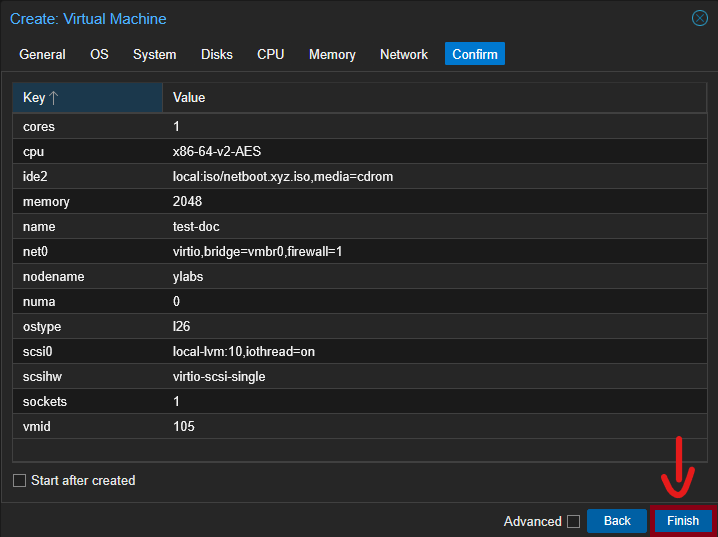 Create: Virtual Machine
General OS System Disks CPU Memory Network Confirm
Key Value
cores 1
cpu x86-64-v2-AES
ide2 local:iso/netboot.xyz.iso,media=cdrom
memory 2048
name test-doc
net0 virtio,bridge=vmbr0,firewall=1
nodename ylabs
numa 0
ostype l26
scsi0 local-lvm:10,iothread=on
scsihw virtio-scsi-single
sockets 1
vmid 105
Start after created
Advanced Back Finish